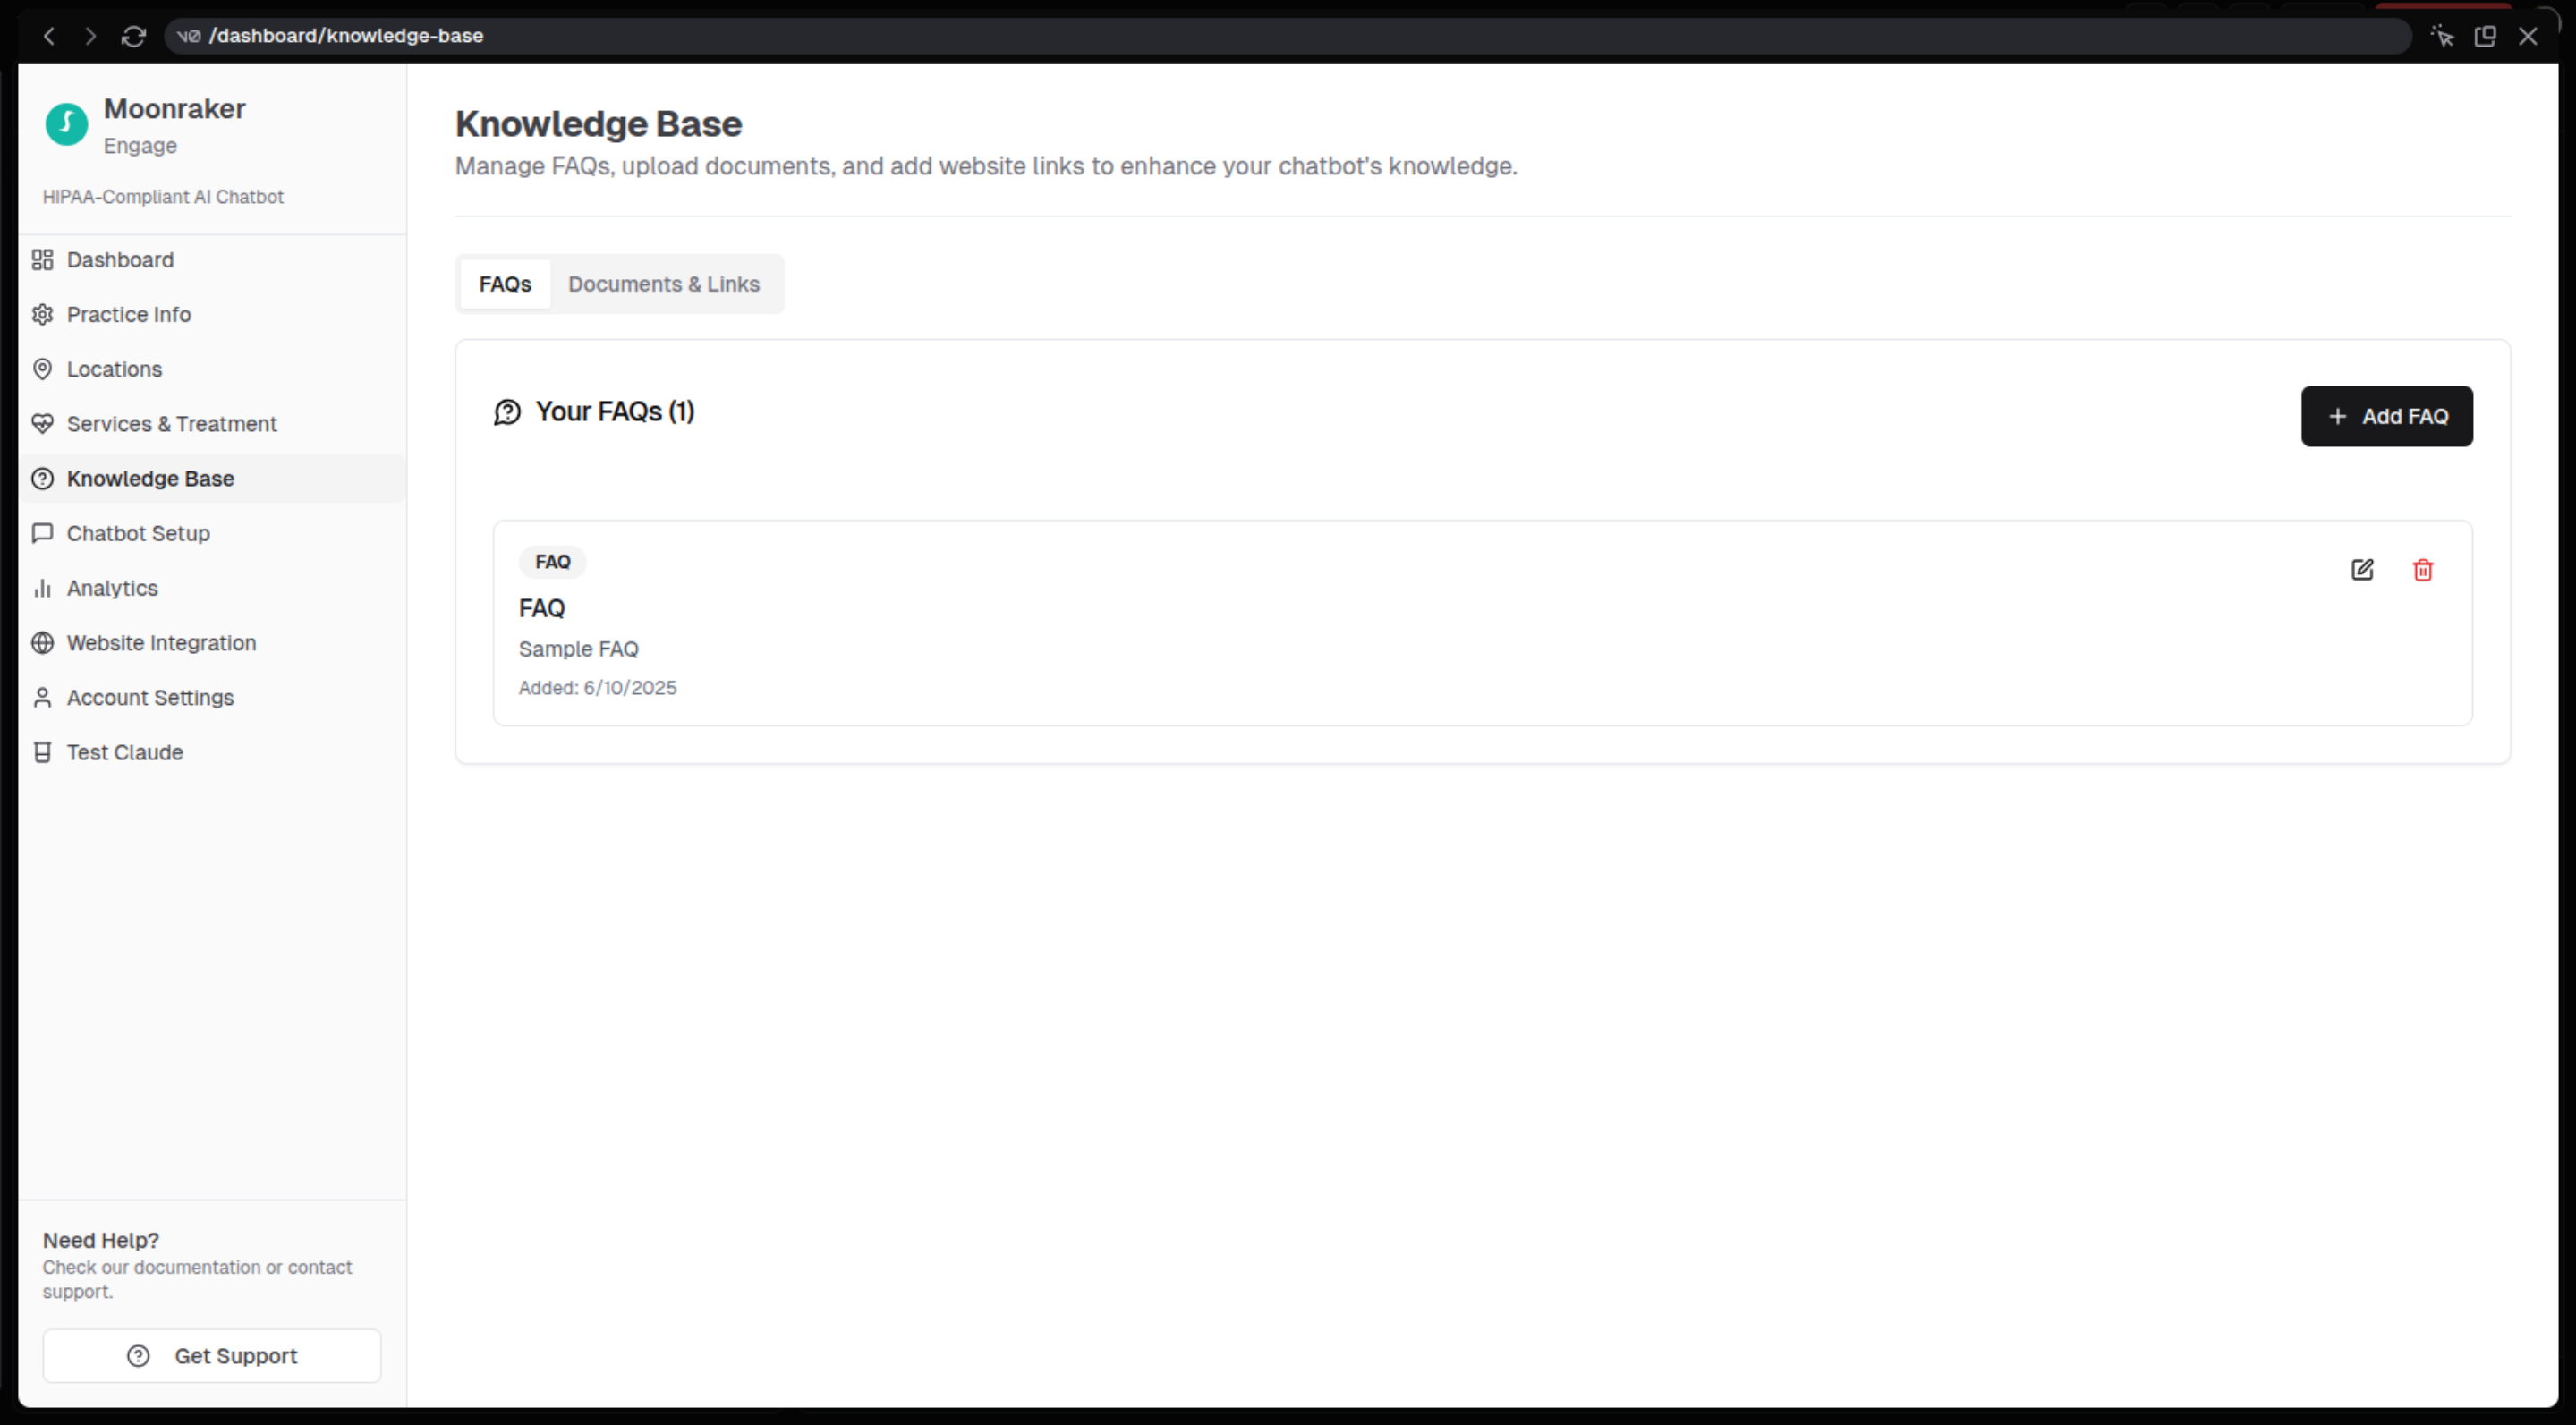 v0 /dashboard/knowledge-base
Moonraker
Engage
HIPAA-Compliant AI Chatbot
Dashboard
Practice Info
Locations
Services & Treatment
Knowledge Base
Chatbot Setup
Analytics
Website Integration
Account Settings
Test Claude
Need Help?
Check our documentation or contact
support.
Get Support
Knowledge Base
Manage FAQs, upload documents, and add website links to enhance your chatbot's knowledge.
FAQs
Documents & Links
Your FAQs (1)
Add FAQ
FAQ
FAQ
Sample FAQ
Added: 6/10/2025